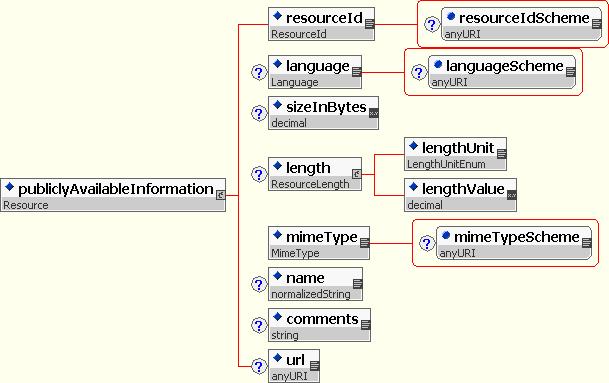 resourceId
ResourceId
? resourceIdScheme
anyURI
? language
Language
? languageScheme
anyURI
? sizeInBytes
decimal
? length
ResourceLength
lengthUnit
LengthUnitEnum
lengthValue
decimal
publiclyAvailableInformation
Resource
mimeType
MimeType
? mimeTypeScheme
anyURI
? name
normalizedString
? comments
string
? url
anyURI